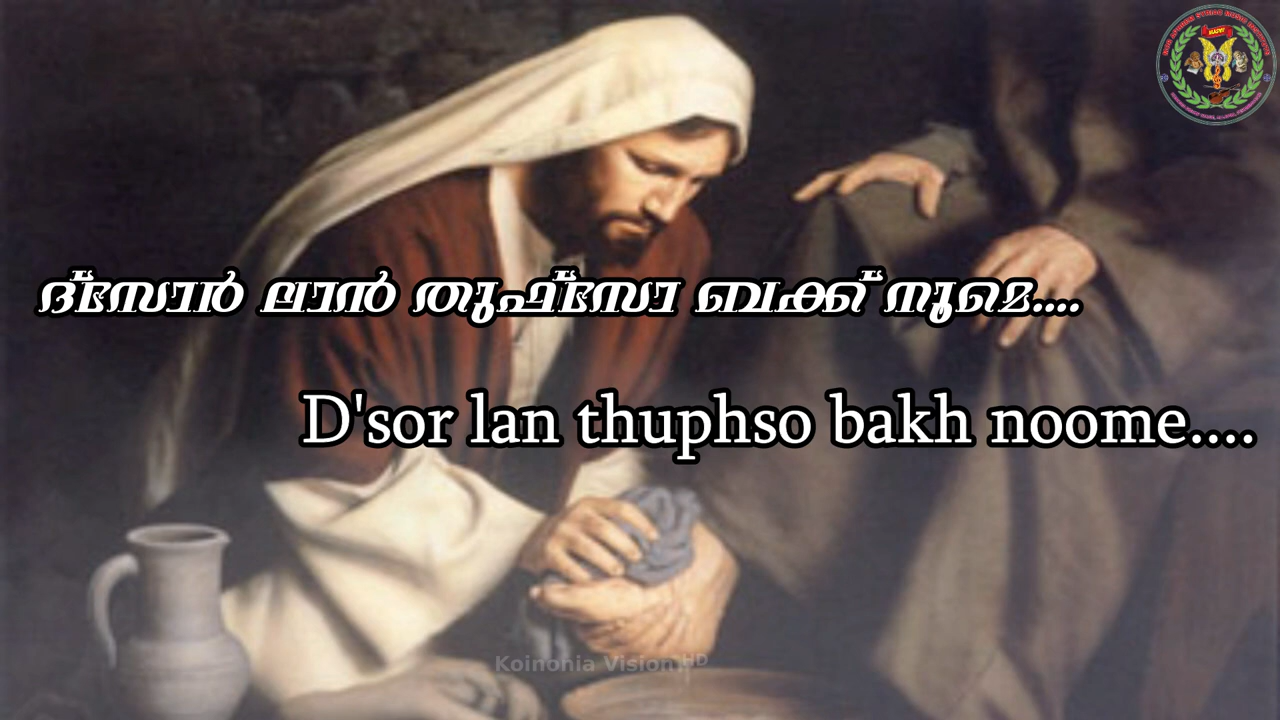 ദ്സോർ ലാൻ തുഫ്സോ ബക്ക് നൂമെ....
D'sor lan thuphso bakh noome....
Koinonia Vision HD